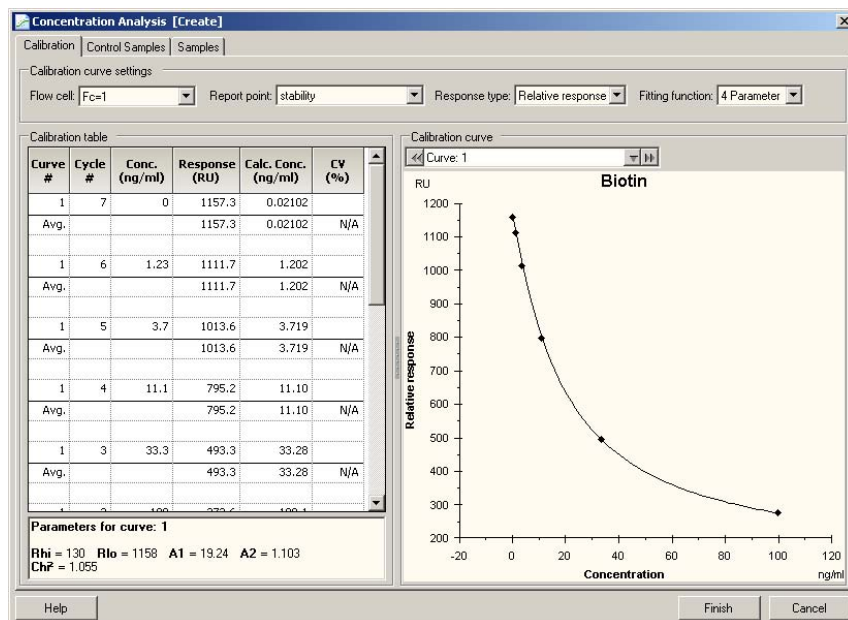 Concentration Analysis [Create]
Calibration Control Samples Samples
Calibration curve settings
Flow cell: Fc=1 Report point: stability Response type: Relative response Fitting function: 4 Parameter
Calibration table
Curve # Cycle # Conc. (ng/ml) Response (RU) Calc. Conc. (ng/ml) CV (%)
1 7 0 1157.3 0.02102
Avg. 1157.3 0.02102 N/A
1 6 1.23 1111.7 1.202
Avg. 1111.7 1.202 N/A
1 5 3.7 1013.6 3.719
Avg. 1013.6 3.719 N/A
1 4 11.1 795.2 11.10
Avg. 795.2 11.10 N/A
1 3 33.3 493.3 33.28
Avg. 493.3 33.28 N/A
Parameters for curve: 1
Rhi = 130 Rlo = 1158 A1 = 19.24 A2 = 1.103
Chi² = 1.055
Calibration curve
Curve: 1
Biotin
RU
1200
1100
1000
900
800
700
600
500
400
300
200
Relative response
-20 0 20 40 60 80 100 120
Concentration ng/ml
Help Finish Cancel